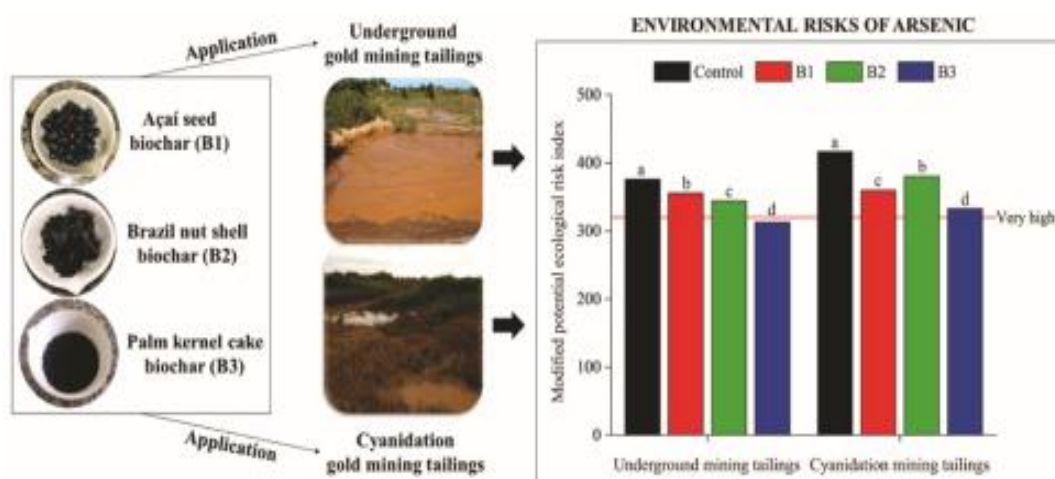 Application
Underground
gold mining tailings
Açaí seed
biochar (B1)
Brazil nut shell
biochar (B2)
Palm kernel cake
biochar (B3)
Application
Cyanidation
gold mining tailings
ENVIRONMENTAL RISKS OF ARSENIC
Control B1 B2 B3
Modified potential ecological risk index
500
400
300
200
100
0
a b c d
a c b d
Very high
Underground mining tailings Cyanidation mining tailings